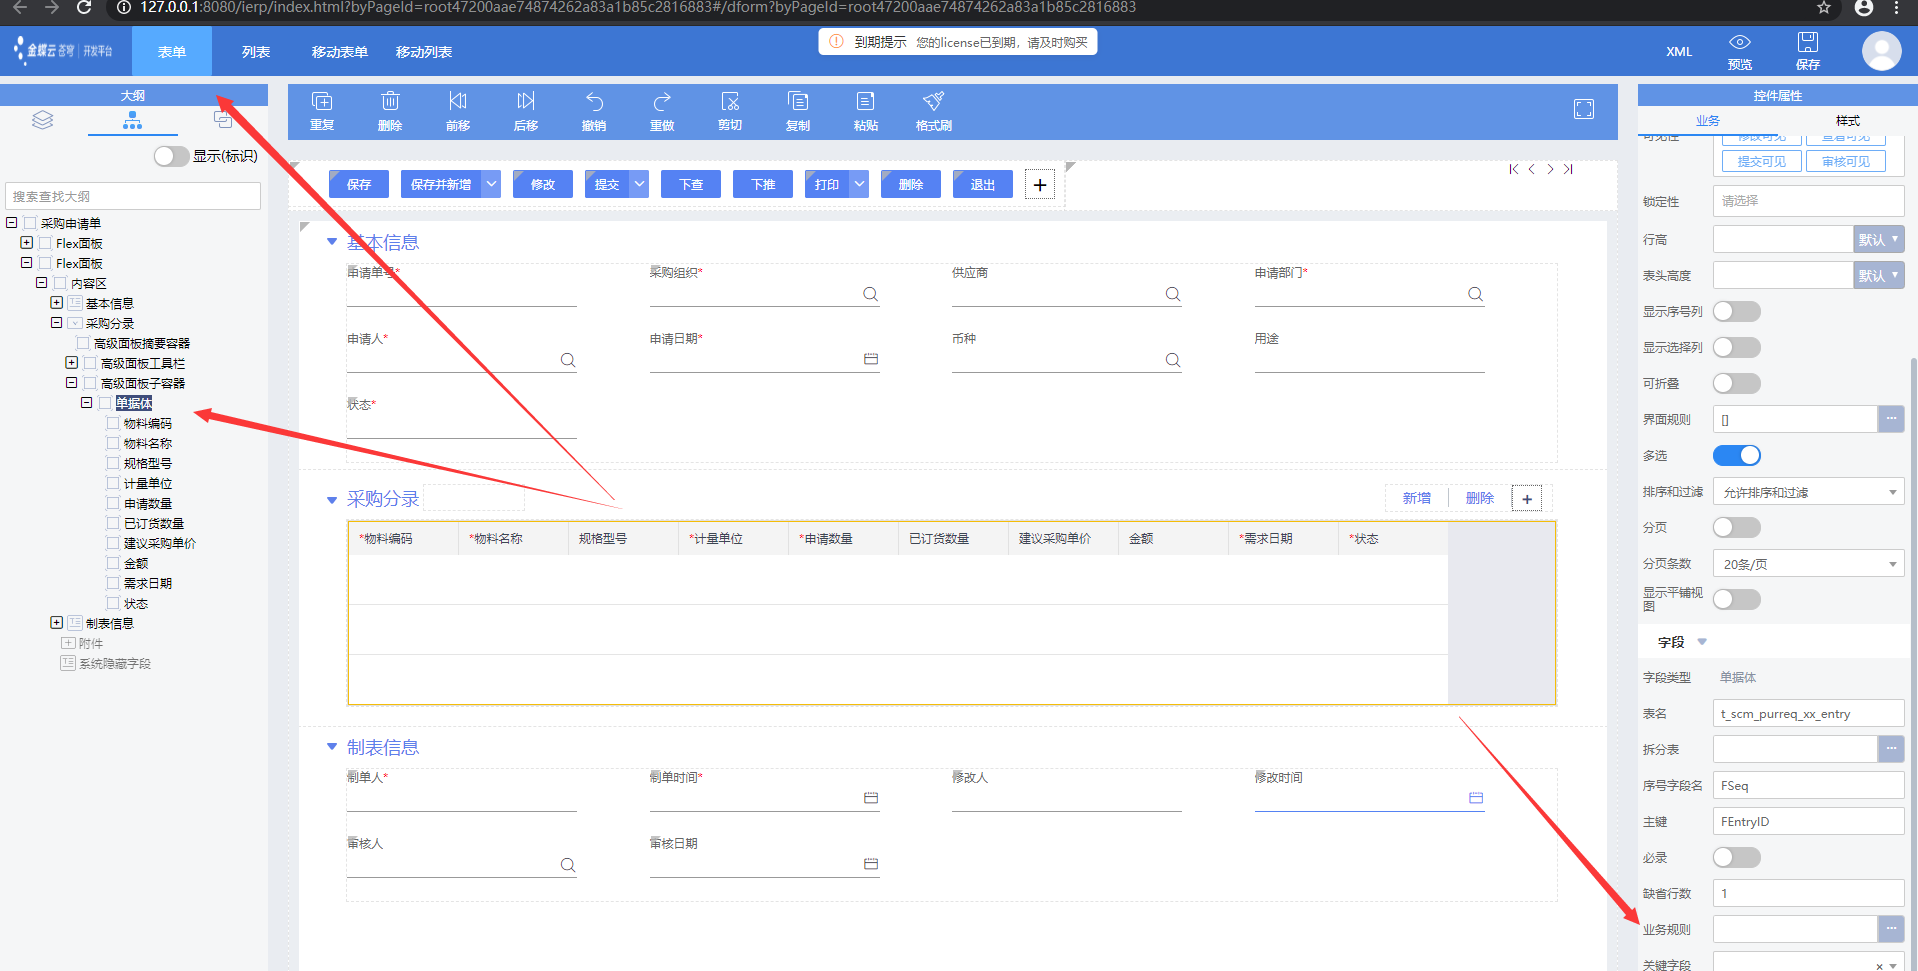 127.0.0.1:8080/ierp/index.html?byPageId=root47200aae74874262a83a1b85c2816883#/dform?byPageId=root47200aae74874262a83a1b85c2816883
金蝶云 苍穹 | 开发平台
表单 列表 移动表单 移动列表
到期提示 您的license已到期，请及时购买
XML 预览 保存
大纲
显示(标识)
搜索查找大纲
采购申请单
Flex面板
Flex面板
内容区
基本信息
采购分录
高级面板摘要容器
高级面板工具栏
高级面板子容器
单据体
物料编码
物料名称
规格型号
计量单位
申请数量
已订货数量
建议采购单价
金额
需求日期
状态
制表信息
附件
系统隐藏字段
重复 删除 前移 后移 撤销 重做 剪切 复制 粘贴 格式刷
保存 保存并新增 修改 提交 下查 下推 打印 删除 退出 +
基本信息
申请单号* 采购组织* 供应商 申请部门*
申请人* 申请日期* 币种 用途
状态*
采购分录 新增 删除 +
*物料编码 *物料名称 规格型号 *计量单位 *申请数量 已订货数量 建议采购单价 金额 *需求日期 *状态
制表信息
制单人* 制单时间* 修改人 修改时间
审核人 审核日期
控件属性
业务 样式
可见性 修改可见 查看可见
提交可见 审核可见
锁定性 请选择
行高 默认
表头高度 默认
显示序号列
显示选择列
可折叠
界面规则 [] ...
多选
排序和过滤 允许排序和过滤
分页
分页条数 20条/页
显示平铺视
图
字段
字段类型 单据体
表名 t_scm_purreq_xx_entry
拆分表 ...
序号字段名 FSeq
主键 FEntryID
必录
缺省行数 1
业务规则 ...
关键字段 ×